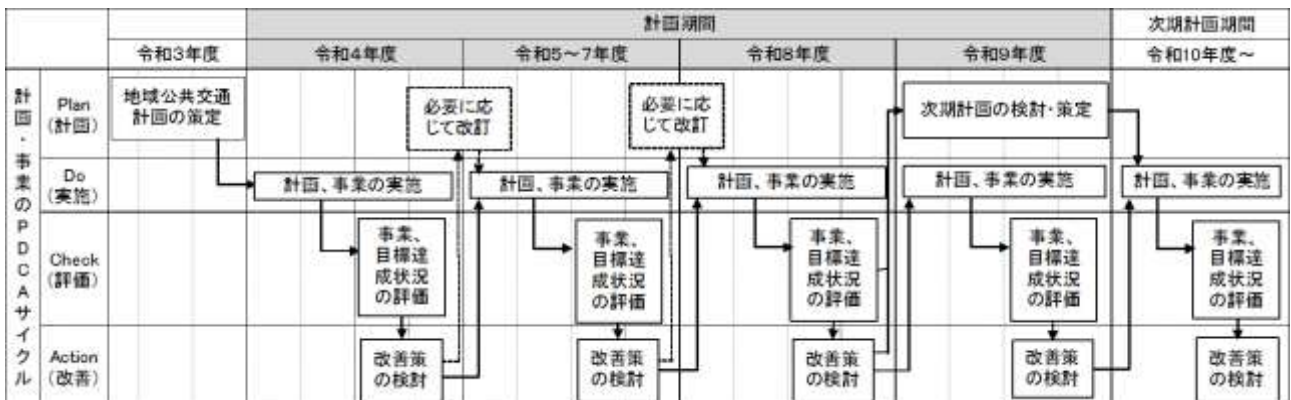 計画期間
次期計画期間
令和3年度
令和4年度
令和5～7年度
令和8年度
令和9年度
令和10年度～
計画・事業のPDCAサイクル
Plan
(計画)
地域公共交通
計画の策定
必要に応
じて改訂
必要に応
じて改訂
次期計画の検討・策定
Do
(実施)
計画、事業の実施
計画、事業の実施
計画、事業の実施
計画、事業の実施
計画、事業の実施
Check
(評価)
事業、
目標達
成状況
の評価
事業、
目標達
成状況
の評価
事業、
目標達
成状況
の評価
事業、
目標達
成状況
の評価
事業、
目標達
成状況
の評価
Action
(改善)
改善策
の検討
改善策
の検討
改善策
の検討
改善策
の検討
改善策
の検討